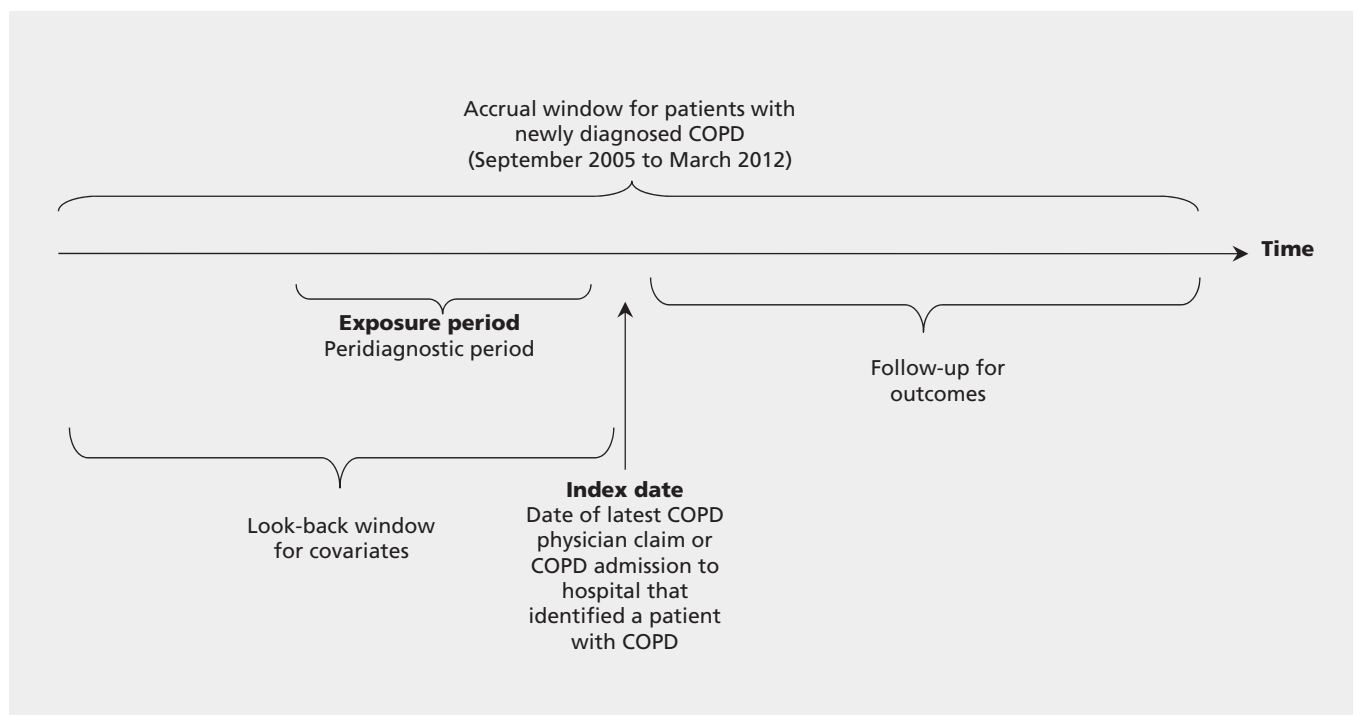 Accrual window for patients with
newly diagnosed COPD
(September 2005 to March 2012)
Time
Exposure period
Peridiagnostic period
Follow-up for
outcomes
Look-back window
for covariates
Index date
Date of latest COPD
physician claim or
COPD admission to
hospital that
identified a patient
with COPD